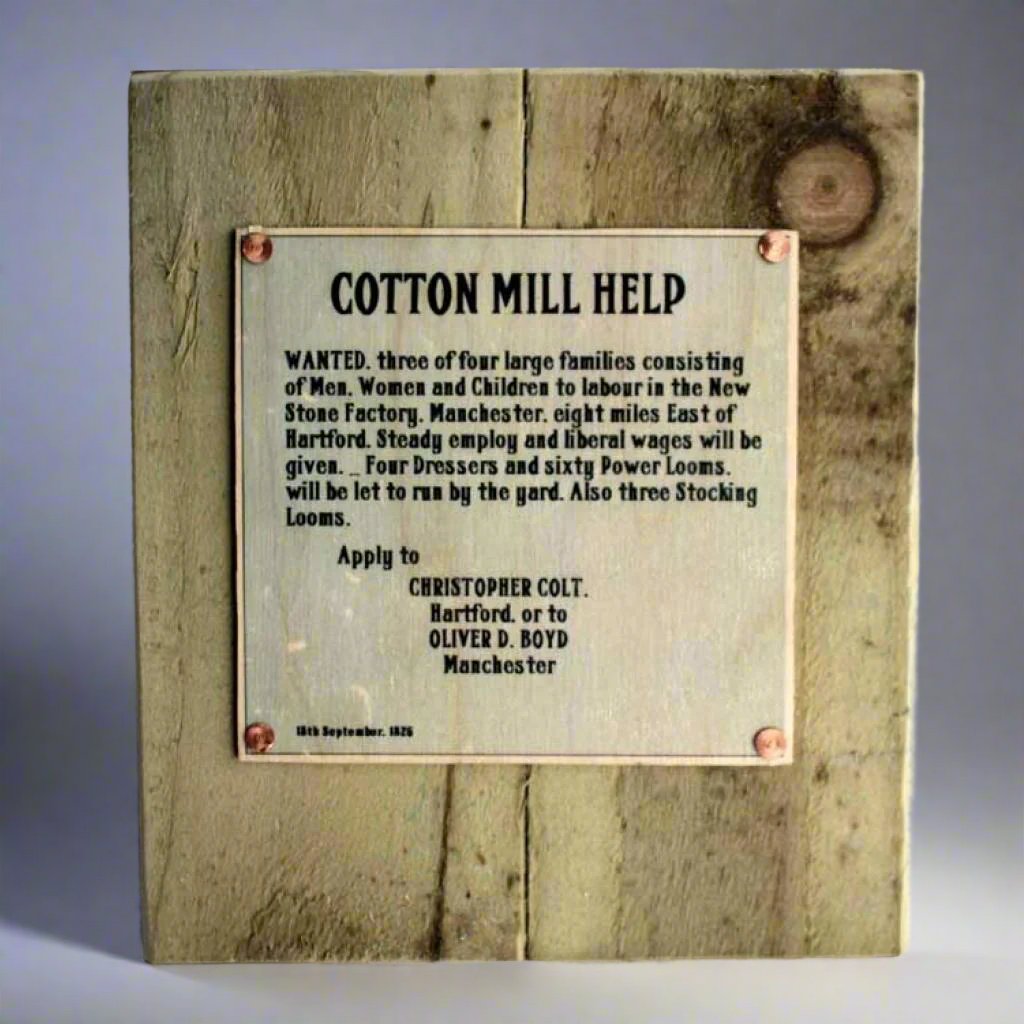 COTTON MILL HELP
WANTED. three of four large families consisting
of Men. Women and Children to labour in the New
Stone Factory. Manchester. eight miles East of
Hartford. Steady employ and liberal wages will be
given. _ Four Dressers and sixty Power Looms.
will be let to run by the yard. Also three Stocking
Looms.
Apply to
CHRISTOPHER COLT.
Hartford. or to
OLIVER D. BOYD
Manchester
September.